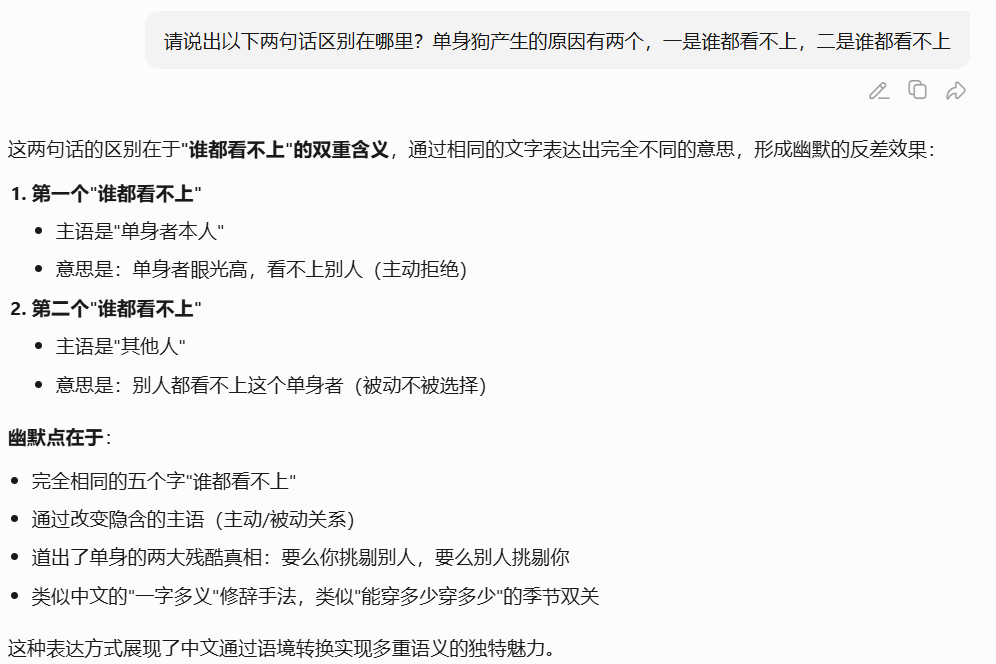 请说出以下两句话区别在哪里？单身狗产生的原因有两个，一是谁都看不上，二是谁都看不上
这两句话的区别在于"谁都看不上"的双重含义，通过相同的文字表达出完全不同的意思，形成幽默的反差效果：
1. 第一个"谁都看不上"
• 主语是"单身者本人"
• 意思是：单身者眼光高，看不上别人（主动拒绝）
2. 第二个"谁都看不上"
• 主语是"其他人"
• 意思是：别人都看不上这个单身者（被动不被选择）
幽默点在于：
• 完全相同的五个字"谁都看不上"
• 通过改变隐含的主语（主动/被动关系）
• 道出了单身的两大残酷真相：要么你挑剔别人，要么别人挑剔你
• 类似中文的"一字多义"修辞手法，类似"能穿多少穿多少"的季节双关
这种表达方式展现了中文通过语境转换实现多重语义的独特魅力。